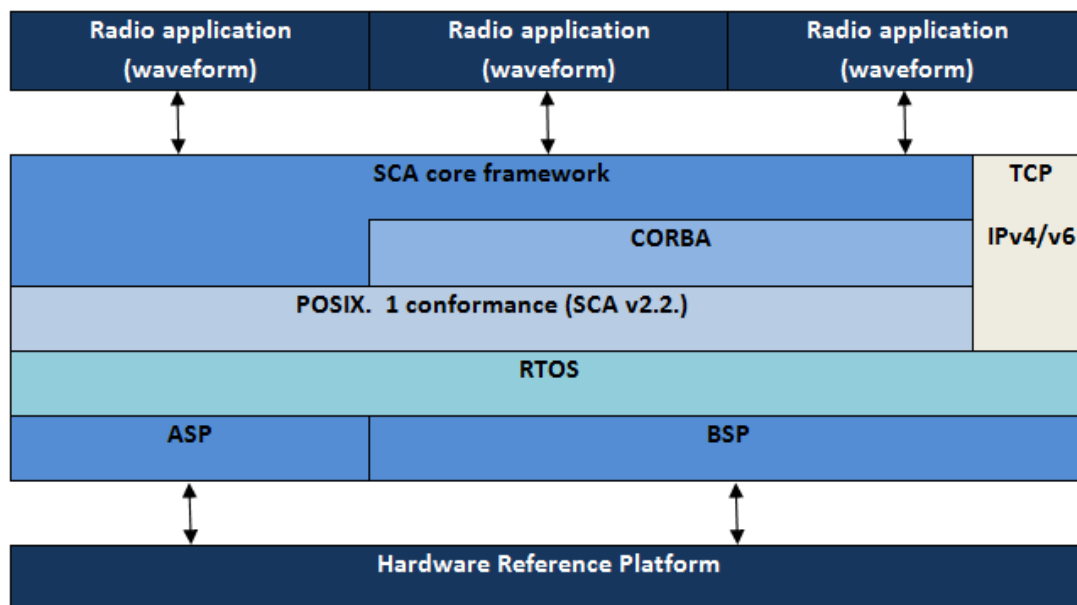 Radio application
(waveform)
Radio application
(waveform)
Radio application
(waveform)
SCA core framework
TCP
IPv4/v6
CORBA
POSIX.  1 conformance (SCA v2.2.)
RTOS
ASP
BSP
Hardware Reference Platform